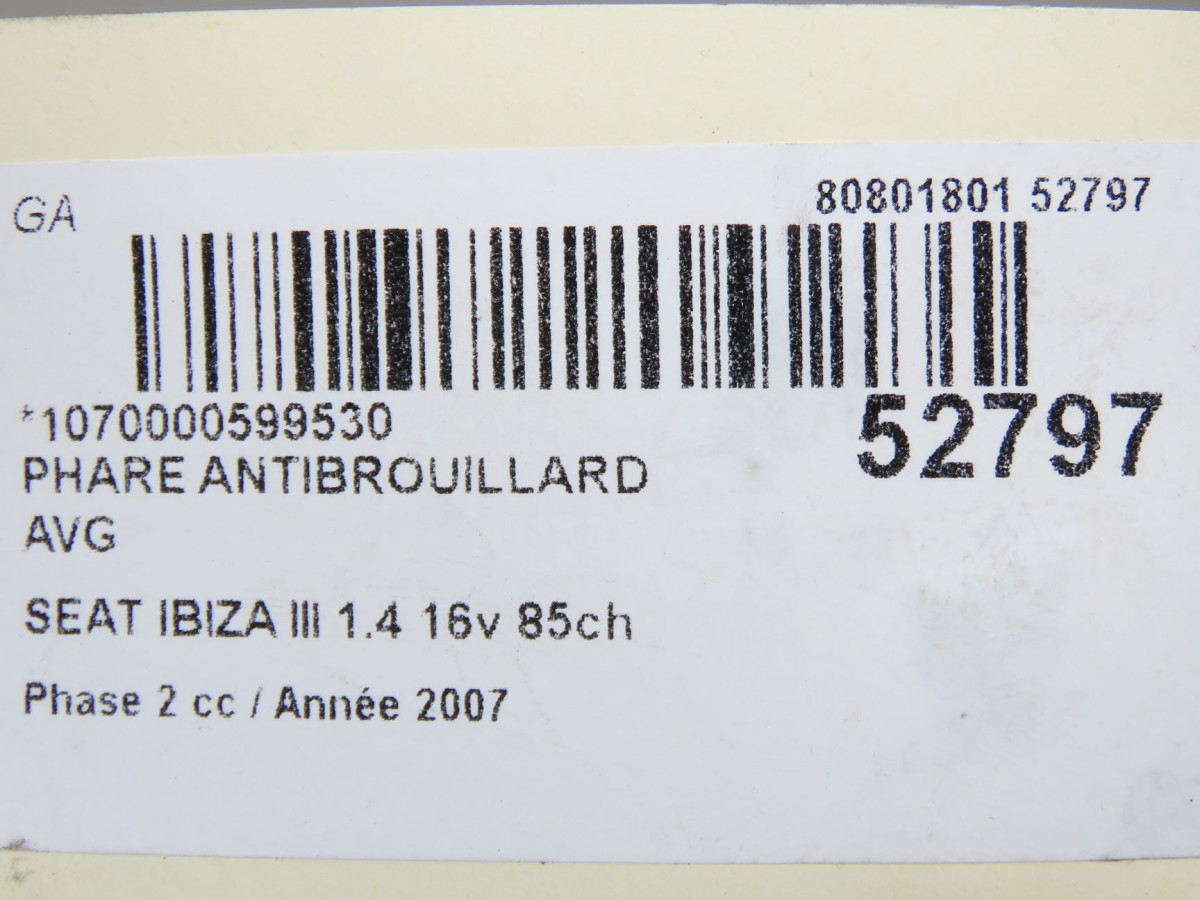 GA
80801801 52797
*1070000599530
52797
PHARE ANTIBROUILLARD
AVG
SEAT IBIZA III 1.4 16v 85ch
Phase 2 cc / Année 2007